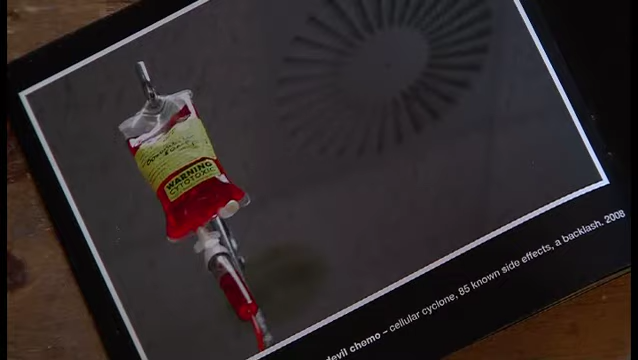 WARNING
CYTOTOXIC
devil chemo – cellular cyclone, 85 known side effects, a backlash. 2008